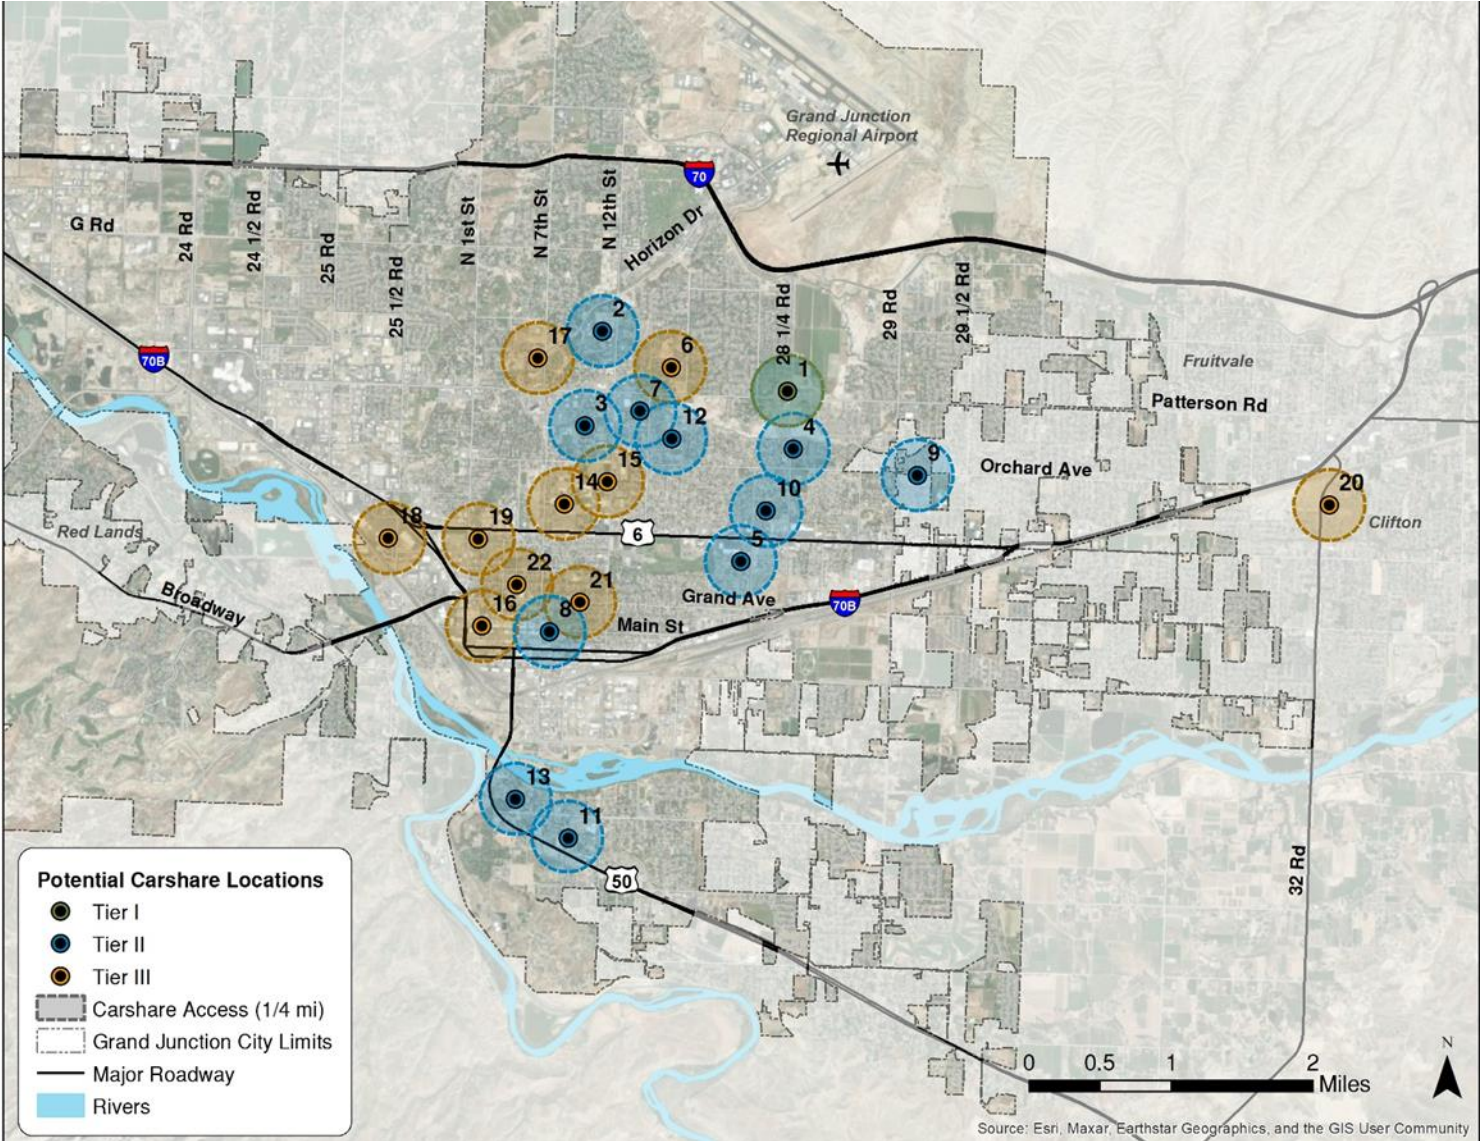 Grand Junction
Regional Airport
70
G Rd
24 Rd
24 1/2 Rd
25 Rd
25 1/2 Rd
N 1st St
N 7th St
N 12th St
Horizon Dr
28 1/4 Rd
29 Rd
29 1/2 Rd
70B
2
17
6
1
Fruitvale
Patterson Rd
7
3
12
4
9
Orchard Ave
15
14
10
20
Clifton
18
19
6
5
Red Lands
22
21
Grand Ave
70B
Broadway
16
8
Main St
13
11
50
32 Rd
Potential Carshare Locations
Tier I
Tier II
Tier III
Carshare Access (1/4 mi)
Grand Junction City Limits
Major Roadway
Rivers
N
0 0.5 1 2
Miles
Source: Esri, Maxar, Earthstar Geographics, and the GIS User Community